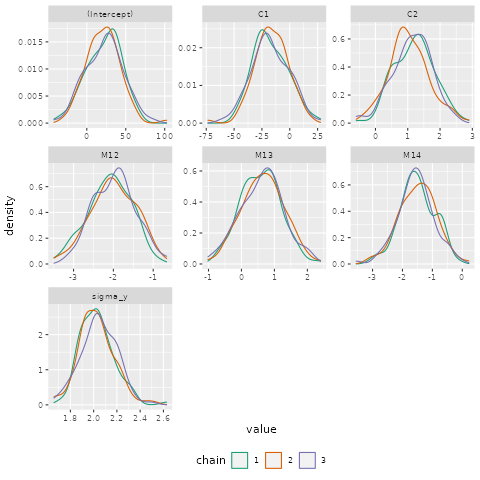 (Intercept) C1 C2
0.015
0.010
0.005
0.000
0.02
0.01
0.00
0.6
0.4
0.2
0.0
0 50 100
-75 -50 -25 0 25
0 1 2 3
M12 M13 M14
0.6
0.4
0.2
0.0
0.6
0.4
0.2
0.0
0.6
0.4
0.2
0.0
-3 -2 -1
-1 0 1 2
-3 -2 -1 0
density
sigma_y
2
1
0
1.8 2.0 2.2 2.4 2.6
value
chain 1 2 3